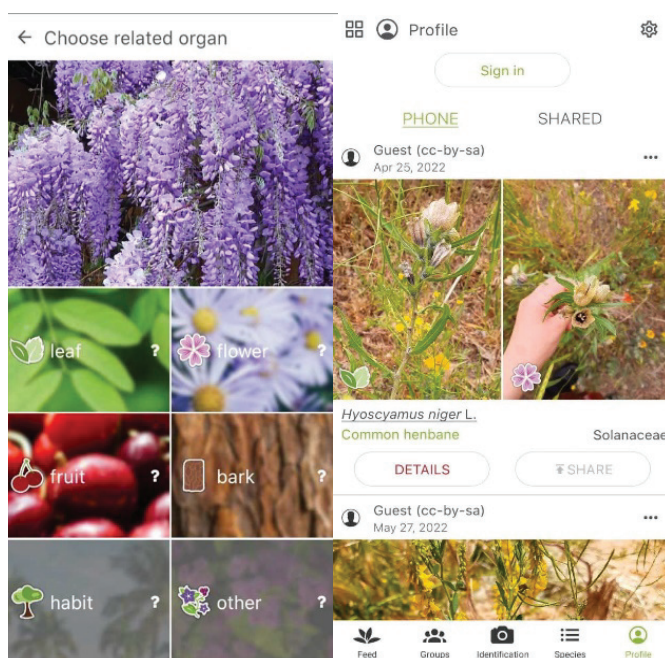 ← Choose related organ
leaf ?
flower ?
fruit ?
bark ?
habit ?
other ?
Profile
Sign in
PHONE SHARED
Guest (cc-by-sa)
Apr 25, 2022
Hyoscyamus niger L.
Common henbane Solanaceae
DETAILS SHARE
Guest (cc-by-sa)
May 27, 2022
Feed Groups Identification Species Profile